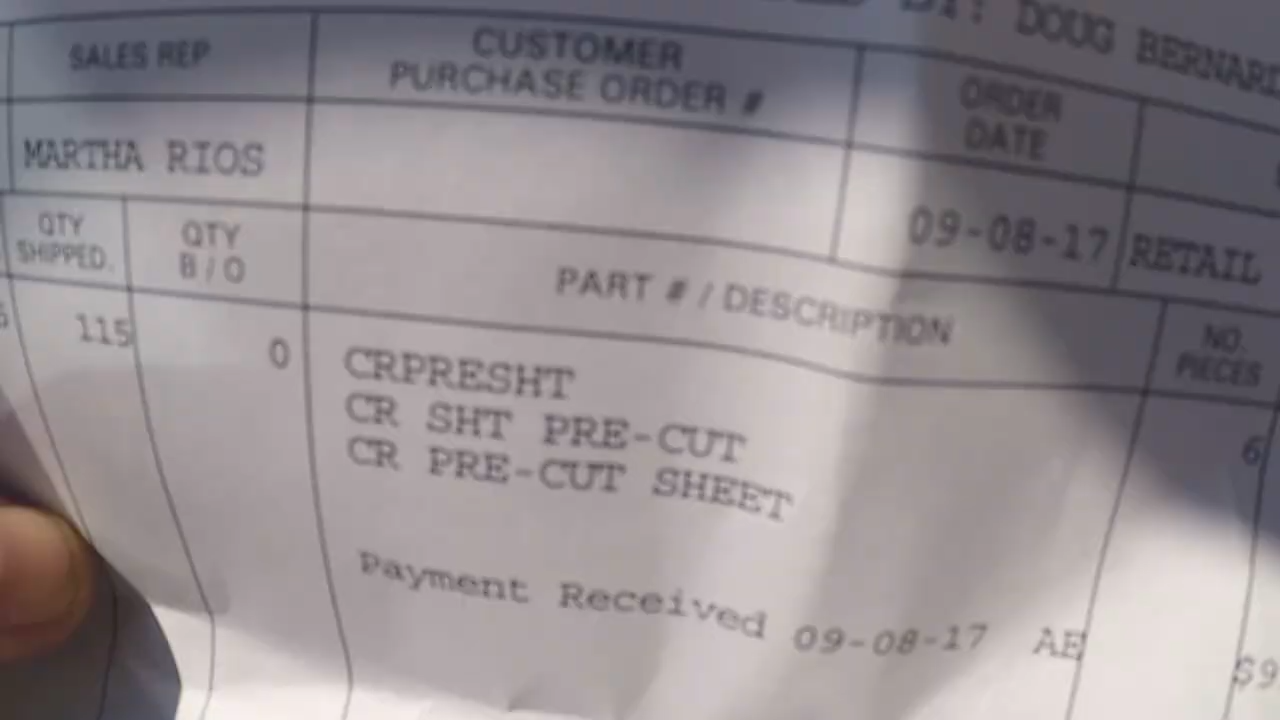 BY: DOUG BERNARD
SALES REP
CUSTOMER
PURCHASE ORDER #
ORDER
DATE
MARTHA RIOS
09-08-17
RETAIL
QTY
SHIPPED.
QTY
B / O
PART # / DESCRIPTION
NO.
PIECES
115
0
CRPRESHT
6
CR SHT PRE-CUT
CR PRE-CUT SHEET
Payment Received 09-08-17 AE
$9